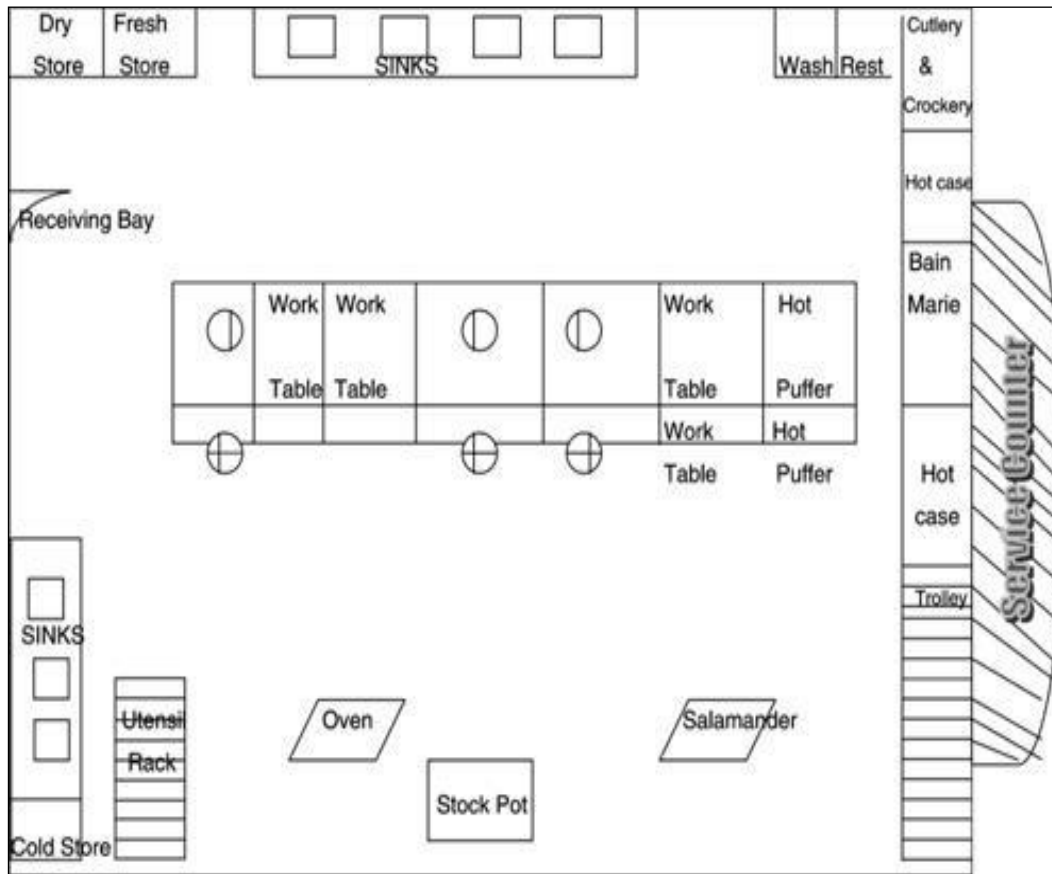 Dry
Store
Fresh
Store
SINKS
Wash
Rest
Cutlery
&
Crockery
Hot case
Receiving Bay
Bain
Marie
Work
Table
Work
Table
Work
Table
Hot
Puffer
Work
Table
Hot
Puffer
Hot
case
Service Counter
Trolley
SINKS
Utensil
Rack
Oven
Salamander
Stock Pot
Cold Store